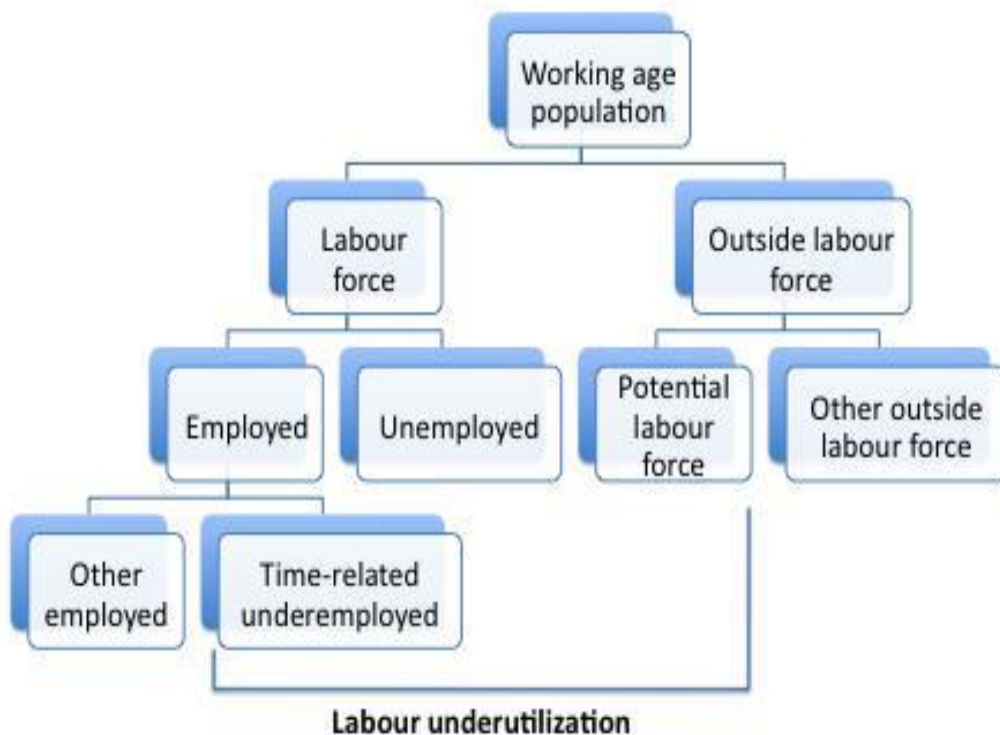 Working age
population
Labour
force
Outside labour
force
Employed
Unemployed
Potential
labour
force
Other outside
labour force
Other
employed
Time-related
underemployed
Labour underutilization